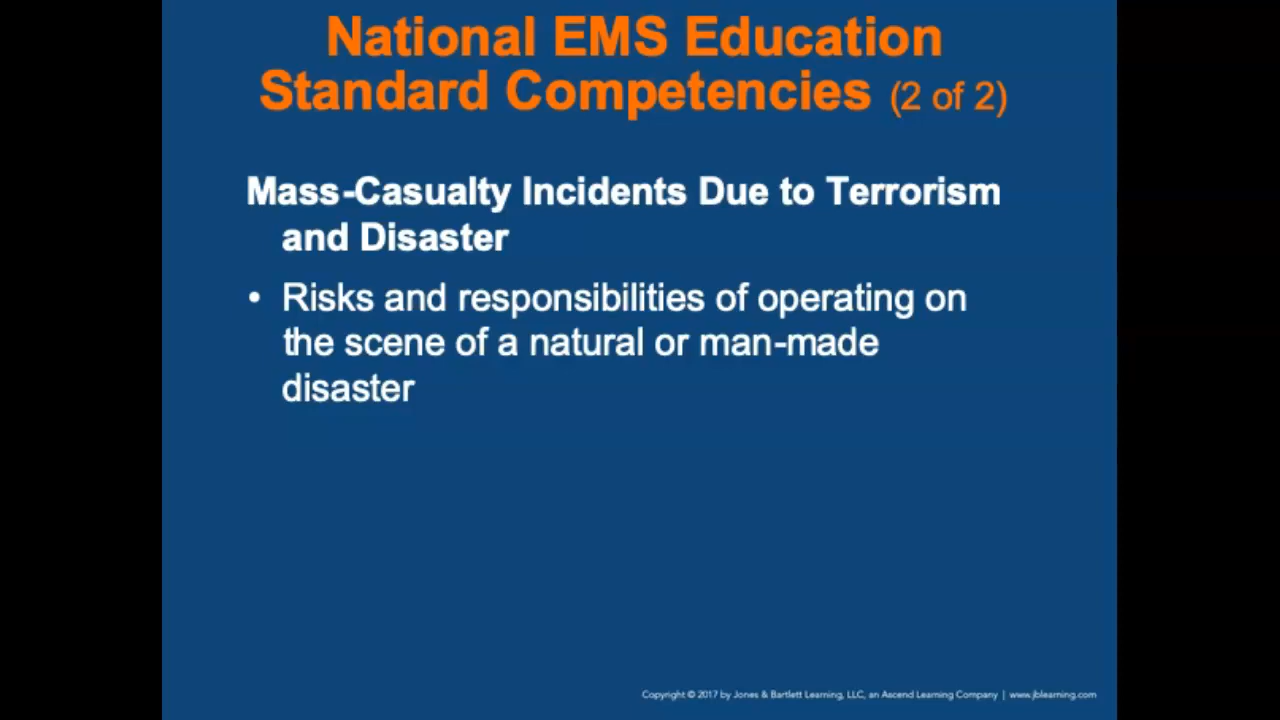 National EMS Education
Standard Competencies (2 of 2)
Mass-Casualty Incidents Due to Terrorism
and Disaster
• Risks and responsibilities of operating on
the scene of a natural or man-made
disaster
Copyright © 2017 by Jones & Bartlett Learning, LLC, an Ascend Learning Company | www.jblearning.com